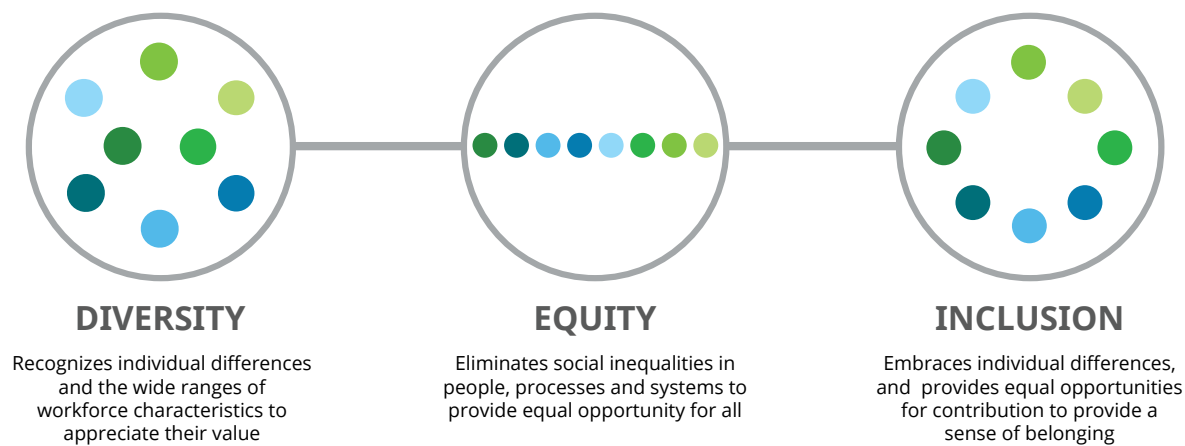 DIVERSITY
Recognizes individual differences
and the wide ranges of
workforce characteristics to
appreciate their value
EQUITY
Eliminates social inequalities in
people, processes and systems to
provide equal opportunity for all
INCLUSION
Embraces individual differences,
and  provides equal opportunities
for contribution to provide a
sense of belonging